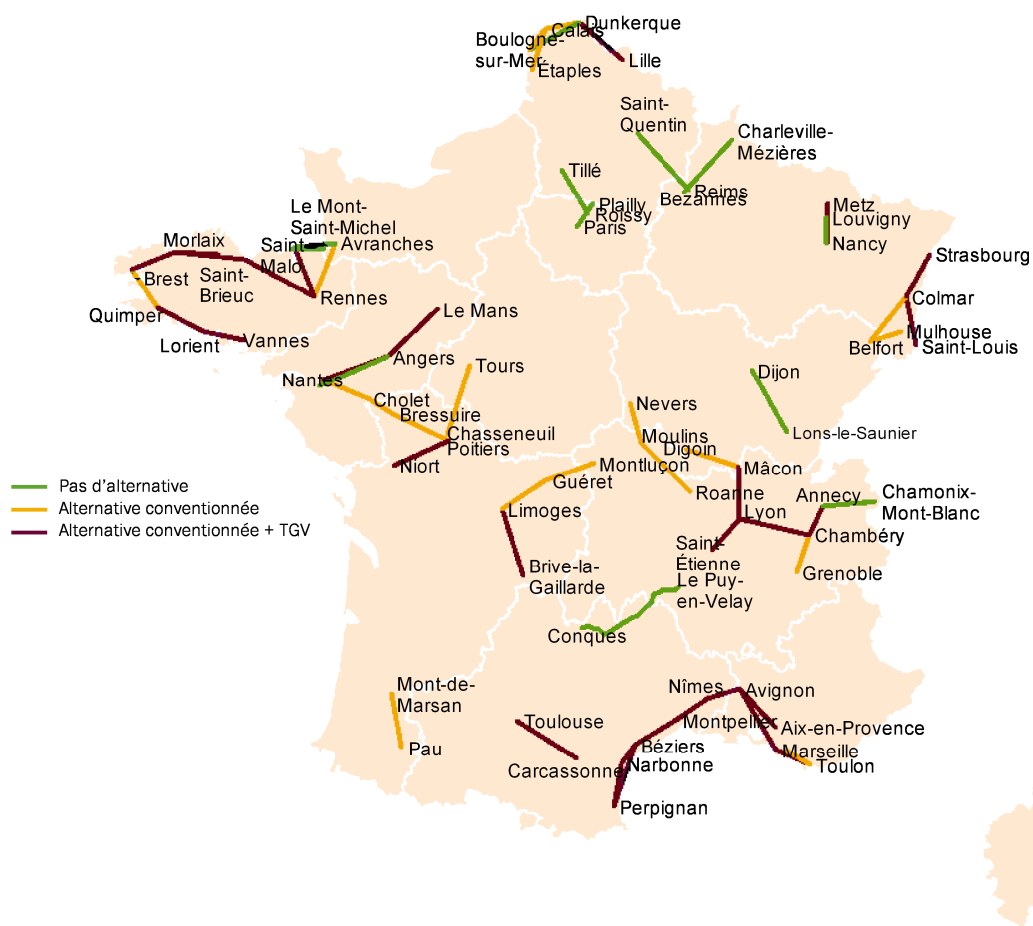 Dunkerque
Calais
Boulogne-
sur-Mer
Étaples
Lille
Saint-
Quentin
Charleville-
Mézières
Tillé
Plailly
Roissy
Paris
Reims
Bezannes
Metz
Louvigny
Nancy
Le Mont-
Saint-Michel
Avranches
Saint-
Malo
Morlaix
Saint-
Brieuc
Brest
Rennes
Quimper
Lorient
Vannes
Strasbourg
Colmar
Mulhouse
Belfort
Saint-Louis
Le Mans
Angers
Nantes
Tours
Cholet
Bressuire
Chasseneuil
Poitiers
Niort
Dijon
Lons-le-Saunier
Nevers
Moulins
Digoin
Mâcon
Montluçon
Guéret
Roanne
Limoges
Annecy
Chamonix-
Mont-Blanc
Lyon
Chambéry
Saint-
Étienne
Grenoble
Brive-la-
Gaillarde
Le Puy-
en-Velay
Conques
Pas d'alternative
Alternative conventionnée
Alternative conventionnée + TGV
Mont-de-
Marsan
Pau
Nîmes
Avignon
Toulouse
Montpellier
Aix-en-Provence
Béziers
Marseille
Carcassonne
Narbonne
Toulon
Perpignan